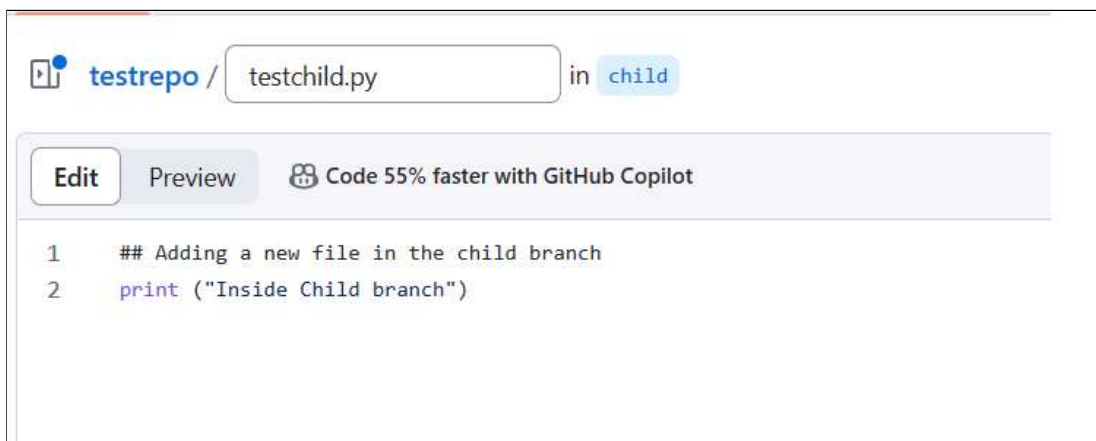 testrepo / testchild.py in child
Edit Preview Code 55% faster with GitHub Copilot
1 ## Adding a new file in the child branch
2 print ("Inside Child branch")